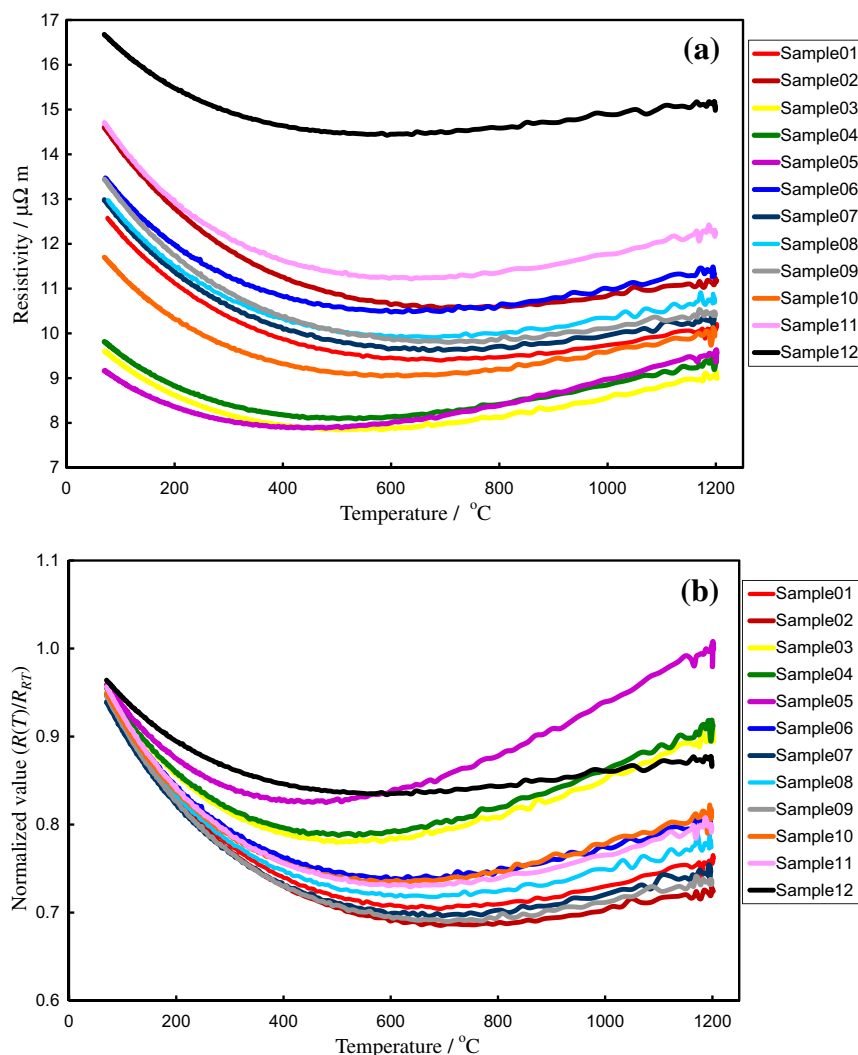 17
16
15
14
13
12
11
10
9
8
7
Resistivity / μΩ m
(a)
0 200 400 600 800 1000 1200
Temperature / °C
Sample01
Sample02
Sample03
Sample04
Sample05
Sample06
Sample07
Sample08
Sample09
Sample10
Sample11
Sample12
1.1
1.0
0.9
0.8
0.7
0.6
Normalized value (R(T)/R_RT)
(b)
0 200 400 600 800 1000 1200
Temperature / °C
Sample01
Sample02
Sample03
Sample04
Sample05
Sample06
Sample07
Sample08
Sample09
Sample10
Sample11
Sample12